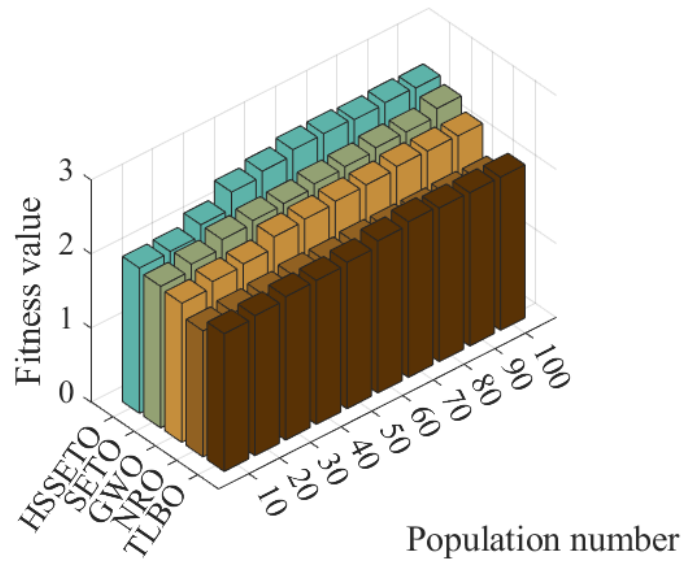 Fitness value
3
2
1
0
HSSETO
SETO
GWO
NRO
TLBO
10
20
30
40
50
60
70
80
90
100
Population number